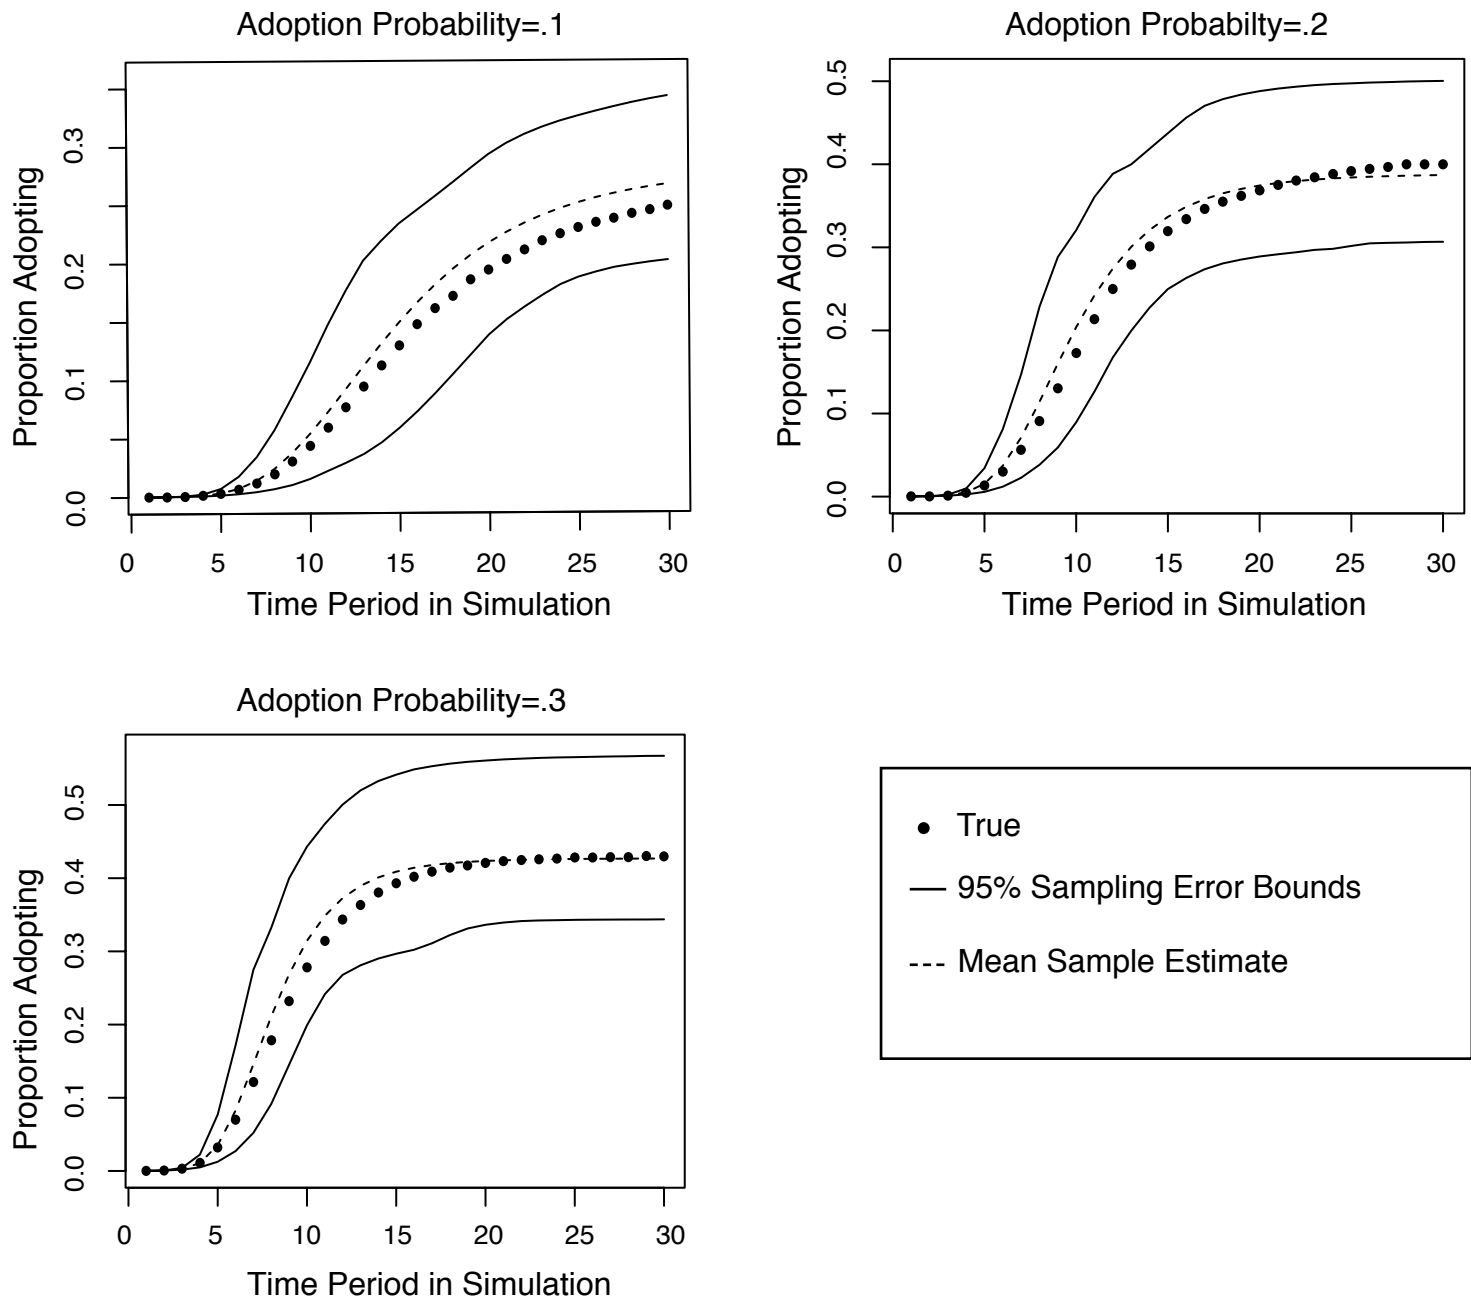 Adoption Probability=.1
Proportion Adopting
0.0 0.1 0.2 0.3
0 5 10 15 20 25 30
Time Period in Simulation
Adoption Probabilty=.2
Proportion Adopting
0.0 0.1 0.2 0.3 0.4 0.5
0 5 10 15 20 25 30
Time Period in Simulation
Adoption Probability=.3
Proportion Adopting
0.0 0.1 0.2 0.3 0.4 0.5
0 5 10 15 20 25 30
Time Period in Simulation
True
95% Sampling Error Bounds
Mean Sample Estimate